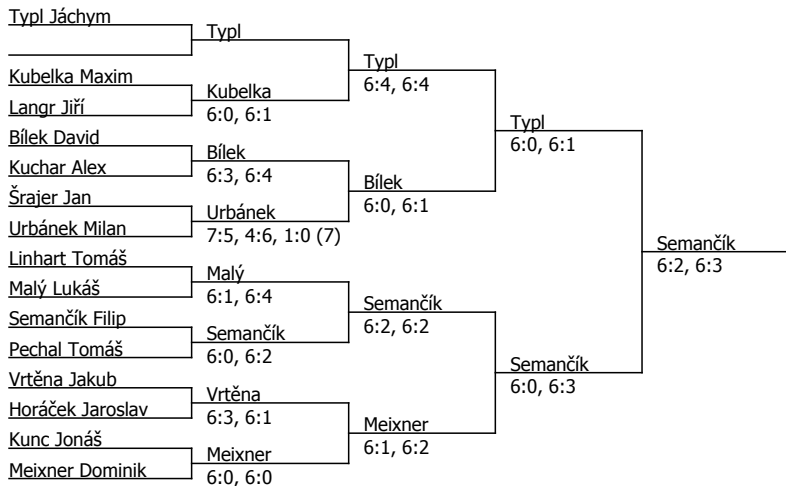 Typl Jáchym
Kubelka Maxim
Langr Jiří
Bílek David
Kuchar Alex
Šrajer Jan
Urbánek Milan
Linhart Tomáš
Malý Lukáš
Semančík Filip
Pechal Tomáš
Vrtěna Jakub
Horáček Jaroslav
Kunc Jonáš
Meixner Dominik
Typl
Kubelka
6:0, 6:1
Bílek
6:3, 6:4
Urbánek
7:5, 4:6, 1:0 (7)
Malý
6:1, 6:4
Semančík
6:0, 6:2
Vrtěna
6:3, 6:1
Meixner
6:0, 6:0
Typl
6:4, 6:4
Bílek
6:0, 6:1
Semančík
6:2, 6:2
Meixner
6:1, 6:2
Typl
6:0, 6:1
Semančík
6:0, 6:3
Semančík
6:2, 6:3